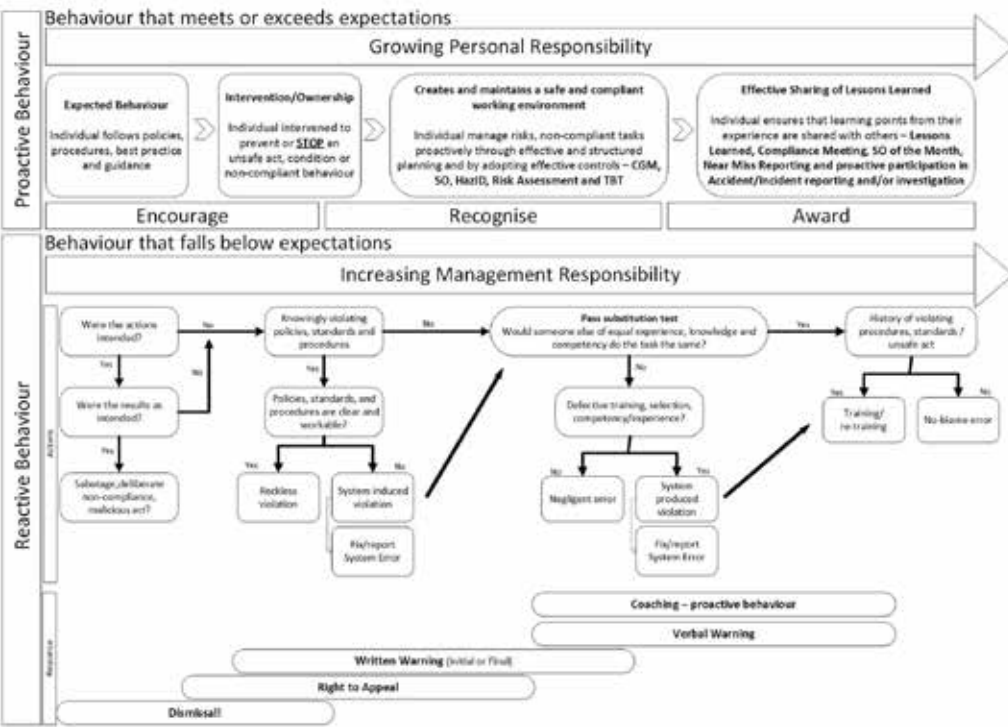 Behaviour that meets or exceeds expectations
Proactive Behaviour
Growing Personal Responsibility
Expected Behaviour
Individual follows policies,
procedures, best practice
and guidance
Intervention/Ownership
Individual intervened to
prevent or STOP an
unsafe act, condition or
non-compliant behaviour
Creates and maintains a safe and compliant
working environment
Individual manage risks, non-compliant tasks
proactively through effective and structured
planning and by adopting effective controls – CGM,
SO, HazID, Risk Assessment and TBT
Effective Sharing of Lessons Learned
Individual ensures that learning points from their
experience are shared with others – Lessons
Learned, Compliance Meeting, SO of the Month,
Near Miss Reporting and proactive participation in
Accident/Incident reporting and/or investigation
Encourage
Recognise
Award
Behaviour that falls below expectations
Reactive Behaviour
Increasing Management Responsibility
Actions
Were the actions
intended?
No
Knowingly violating
policies, standards and
procedures
No
Pass substitution test
Would someone else of equal experience, knowledge and
competency do the task the same?
Yes
History of violating
procedures, standards /
unsafe act
Yes
No
Yes
No
Yes
No
Were the results as
intended?
Policies, standards, and
procedures are clear and
workable?
Defective training, selection,
competency/experience?
Training/
re-training
No-blame error
Yes
Yes
No
No
Yes
Sabotage, deliberate
non-compliance,
malicious act?
Reckless
violation
System induced
violation
Negligent error
System
produced
violation
Fix/report
System Error
Fix/report
System Error
Response
Coaching – proactive behaviour
Verbal Warning
Written Warning (Initial or Final)
Right to Appeal
Dismissal